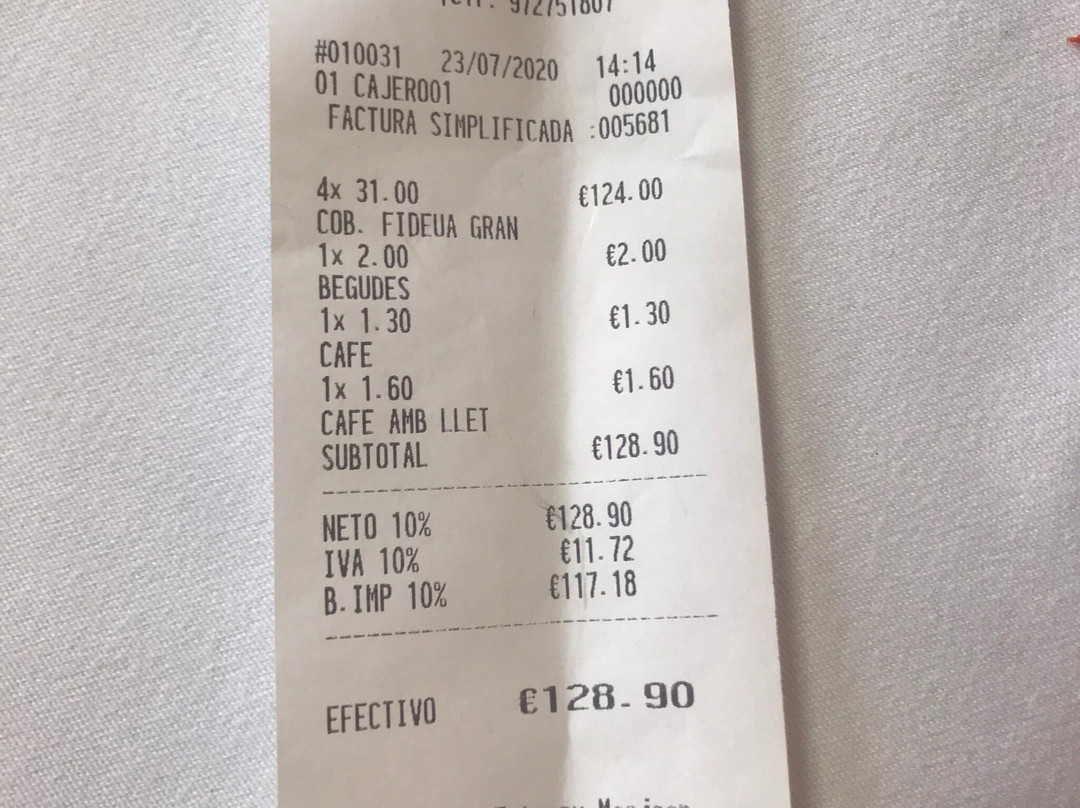 972751807
#010031 23/07/2020 14:14
01 CAJERO01 000000
FACTURA SIMPLIFICADA :005681
4x 31.00 €124.00
COB. FIDEUA GRAN
1x 2.00 €2.00
BEGUDES
1x 1.30 €1.30
CAFE
1x 1.60 €1.60
CAFE AMB LLET
SUBTOTAL €128.90
NETO 10% €128.90
IVA 10% €11.72
B.IMP 10% €117.18
EFECTIVO €128.90